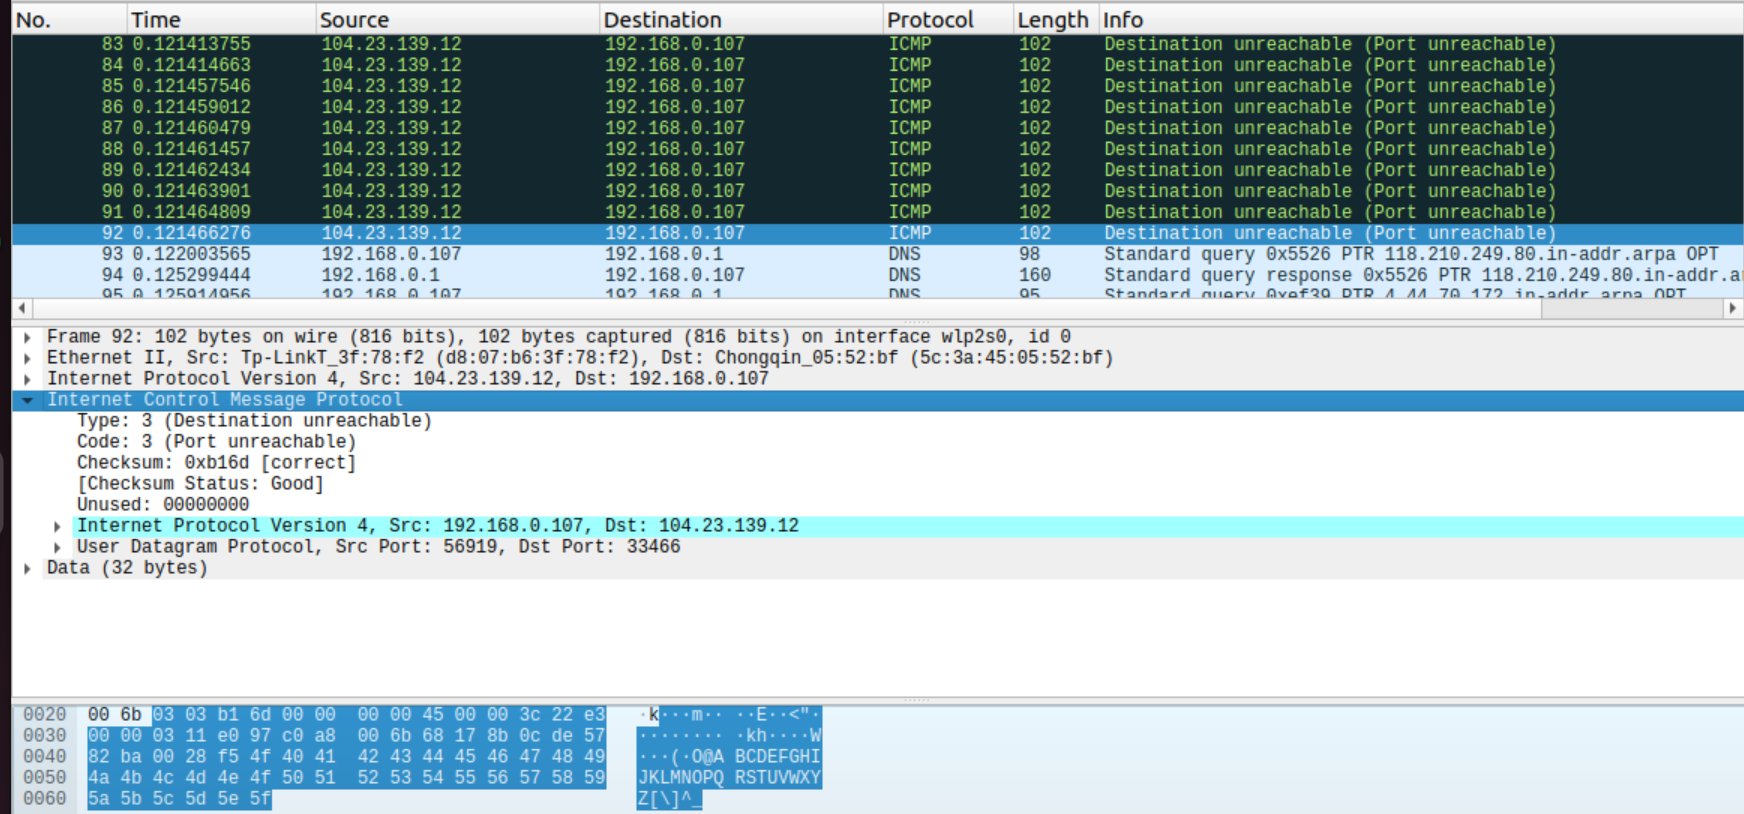 No. Time Source Destination Protocol Length Info
83 0.121413755 104.23.139.12 192.168.0.107 ICMP 102 Destination unreachable (Port unreachable)
84 0.121414663 104.23.139.12 192.168.0.107 ICMP 102 Destination unreachable (Port unreachable)
85 0.121457546 104.23.139.12 192.168.0.107 ICMP 102 Destination unreachable (Port unreachable)
86 0.121459012 104.23.139.12 192.168.0.107 ICMP 102 Destination unreachable (Port unreachable)
87 0.121460479 104.23.139.12 192.168.0.107 ICMP 102 Destination unreachable (Port unreachable)
88 0.121461457 104.23.139.12 192.168.0.107 ICMP 102 Destination unreachable (Port unreachable)
89 0.121462434 104.23.139.12 192.168.0.107 ICMP 102 Destination unreachable (Port unreachable)
90 0.121463901 104.23.139.12 192.168.0.107 ICMP 102 Destination unreachable (Port unreachable)
91 0.121464809 104.23.139.12 192.168.0.107 ICMP 102 Destination unreachable (Port unreachable)
92 0.121466276 104.23.139.12 192.168.0.107 ICMP 102 Destination unreachable (Port unreachable)
93 0.122003565 192.168.0.107 192.168.0.1 DNS 98 Standard query 0x5526 PTR 118.210.249.80.in-addr.arpa OPT
94 0.125299444 192.168.0.1 192.168.0.107 DNS 160 Standard query response 0x5526 PTR 118.210.249.80.in-addr.a
95 0.125914956 192.168.0.107 192.168.0.1 DNS 95 Standard query 0xef39 PTR 4.44.70.172.in-addr.arpa OPT
Frame 92: 102 bytes on wire (816 bits), 102 bytes captured (816 bits) on interface wlp2s0, id 0
Ethernet II, Src: Tp-LinkT_3f:78:f2 (d8:07:b6:3f:78:f2), Dst: Chongqin_05:52:bf (5c:3a:45:05:52:bf)
Internet Protocol Version 4, Src: 104.23.139.12, Dst: 192.168.0.107
Internet Control Message Protocol
Type: 3 (Destination unreachable)
Code: 3 (Port unreachable)
Checksum: 0xb16d [correct]
[Checksum Status: Good]
Unused: 00000000
Internet Protocol Version 4, Src: 192.168.0.107, Dst: 104.23.139.12
User Datagram Protocol, Src Port: 56919, Dst Port: 33466
Data (32 bytes)
0020 00 6b 03 03 b1 6d 00 00 00 00 45 00 00 3c 22 e3 ·k···m·· ··E··<"·
0030 00 00 03 11 e0 97 c0 a8 00 6b 68 17 8b 0c de 57 ········ ·kh····W
0040 82 ba 00 28 f5 4f 40 41 42 43 44 45 46 47 48 49 ···(·O@A BCDEFGHI
0050 4a 4b 4c 4d 4e 4f 50 51 52 53 54 55 56 57 58 59 JKLMNOPQ RSTUVWXY
0060 5a 5b 5c 5d 5e 5f Z[\]^_